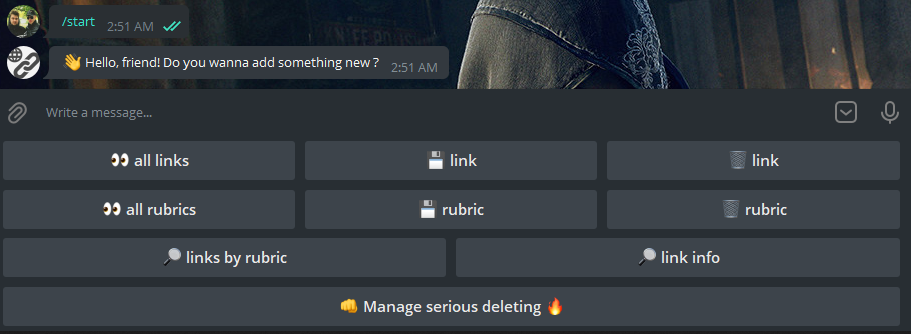 /start 2:51 AM
👋 Hello, friend! Do you wanna add something new ? 2:51 AM
Write a message...
👀 all links 💾 link 🗑️ link
👀 all rubrics 💾 rubric 🗑️ rubric
🔎 links by rubric 🔎 link info
👊 Manage serious deleting 🔥